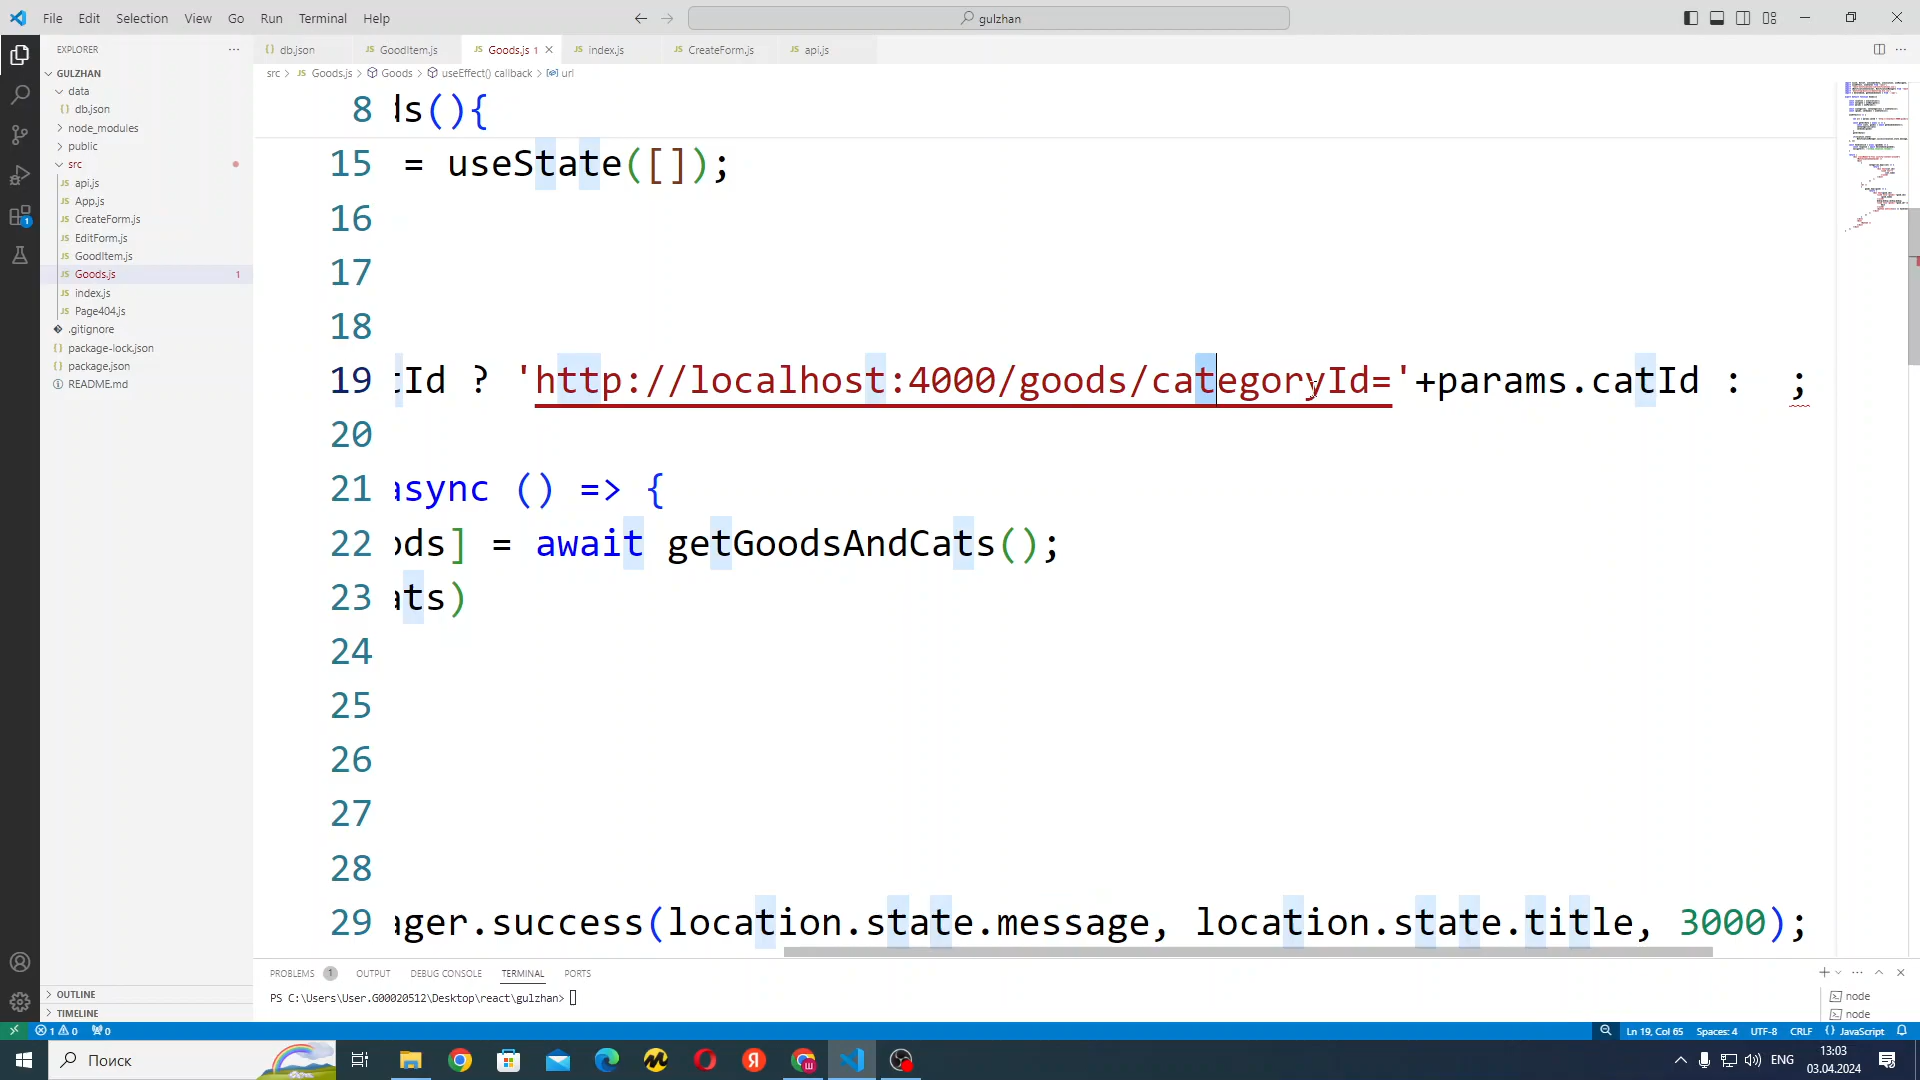 File Edit Selection View Go Run Terminal Help
gulzhan
EXPLORER
db.json
GoodItem.js
Goods.js 1
index.js
CreateForm.js
api.js
src > JS Goods.js > Goods > useEffect() callback > url
GULZHAN
data
db.json
node_modules
public
src
api.js
App.js
CreateForm.js
EditForm.js
GoodItem.js
Goods.js 1
index.js
Page404.js
.gitignore
package-lock.json
package.json
README.md
OUTLINE
TIMELINE
8 ds(){
15 = useState([]);
16
17
18
19 tId ? 'http://localhost:4000/goods/categoryId='+params.catId : ;
20
21 async () => {
22 ods] = await getGoodsAndCats();
23 ats)
24
25
26
27
28
29 ager.success(location.state.message, location.state.title, 3000);
PROBLEMS 1 OUTPUT DEBUG CONSOLE TERMINAL PORTS
PS C:\Users\User.G00020512\Desktop\react\gulzhan>
node
node
1 0 0
Ln 19, Col 65 Spaces: 4 UTF-8 CRLF {} JavaScript
Поиск
ENG
13:03
03.04.2024